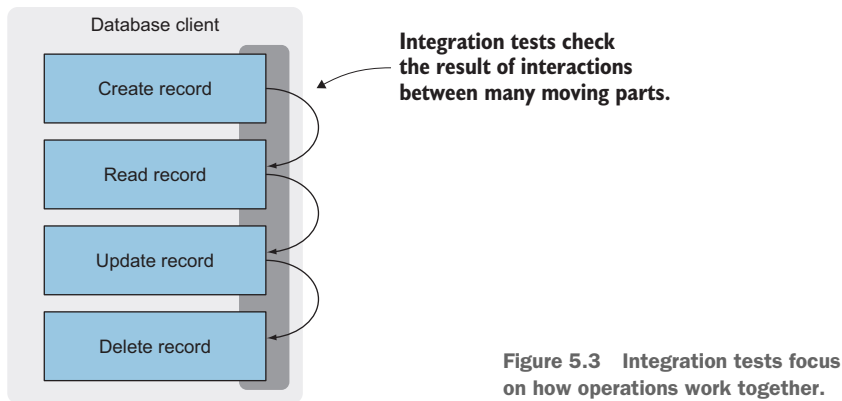 Database client
Create record
Integration tests check
the result of interactions
between many moving parts.
Read record
Update record
Delete record
Figure 5.3 Integration tests focus
on how operations work together.